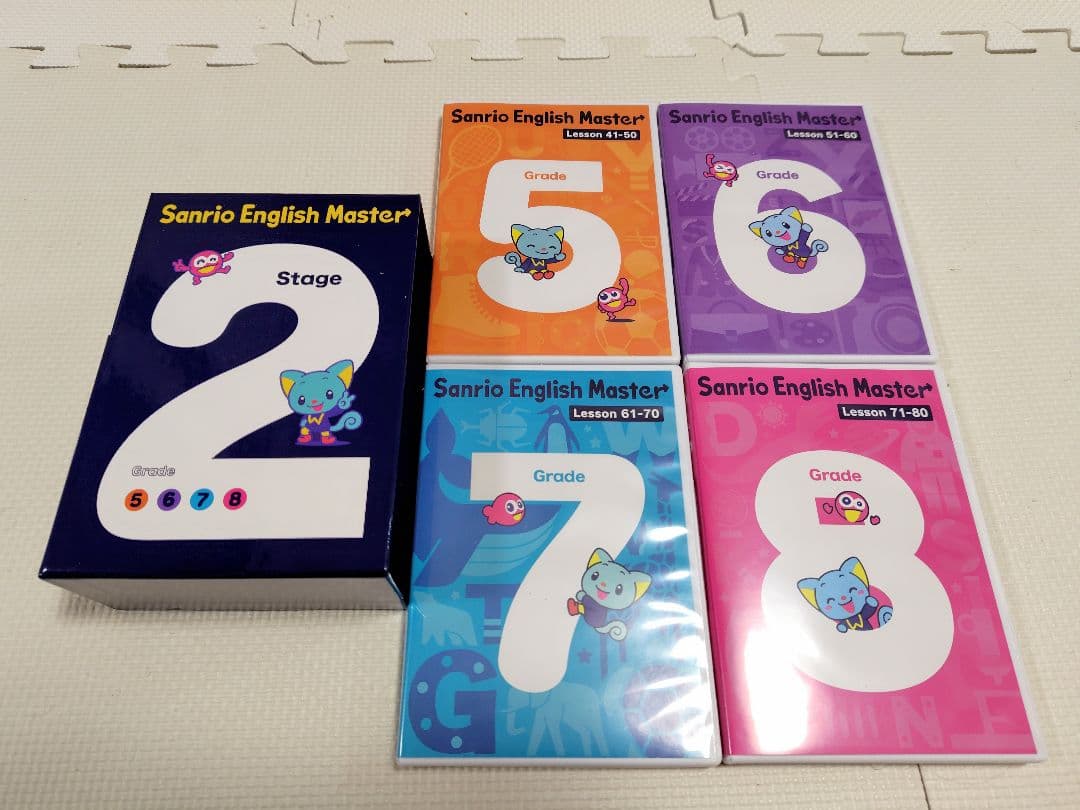 Sanrio English Master
Stage
2
Grade
5 6 7 8
Sanrio English Master
Lesson 41-50
Grade
5
Sanrio English Master
Lesson 51-60
Grade
6
Sanrio English Master
Lesson 61-70
Grade
7
Sanrio English Master
Lesson 71-80
Grade
8